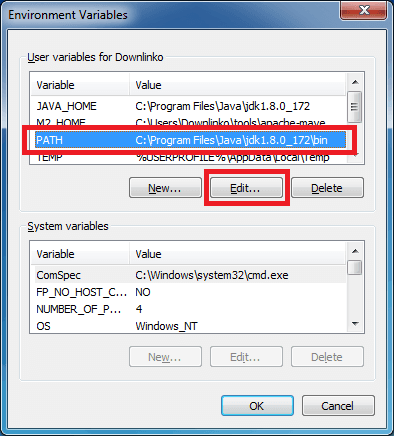 Environment Variables
User variables for Downlinko
Variable Value
JAVA_HOME C:\Program Files\Java\jdk1.8.0_172
M2_HOME C:\Users\Downlinko\tools\apache-mave
PATH C:\Program Files\Java\jdk1.8.0_172\bin
TEMP %USERPROFILE%\AppData\Local\Temp
New... Edit... Delete
System variables
Variable Value
ComSpec C:\Windows\system32\cmd.exe
FP_NO_HOST_C... NO
NUMBER_OF_P... 4
OS Windows_NT
New... Edit... Delete
OK Cancel